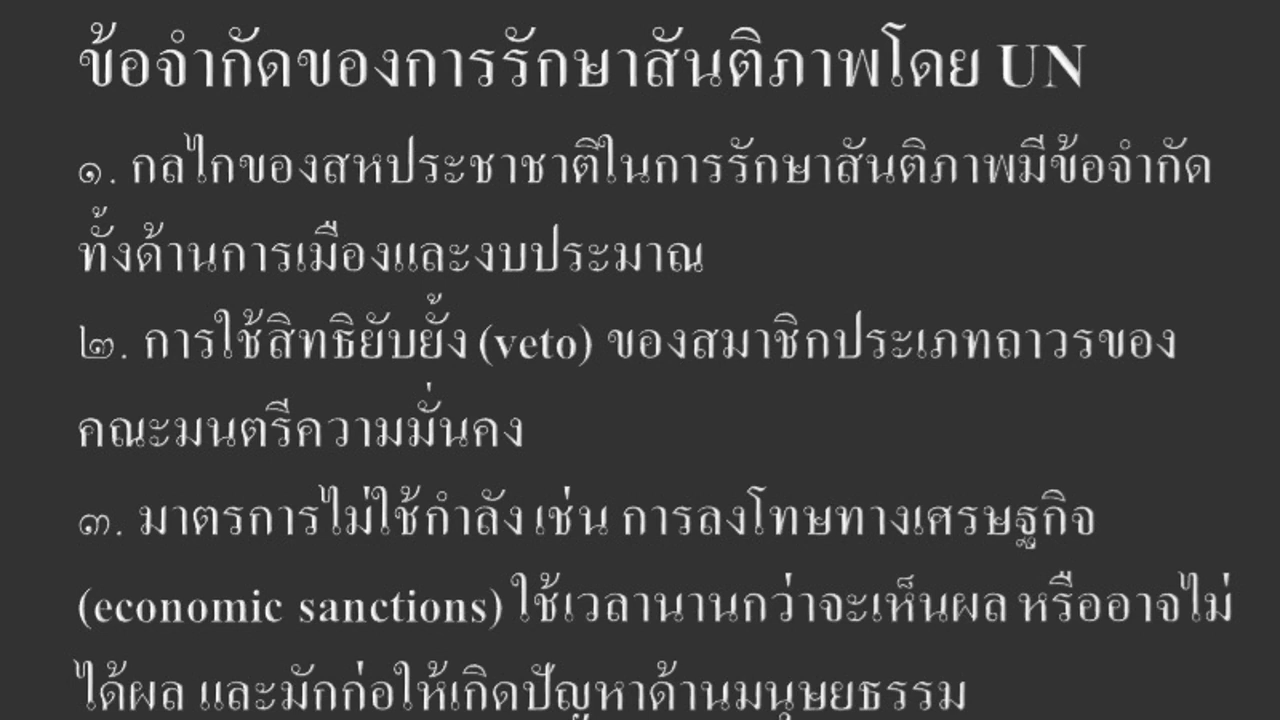 ข้อจำกัดของการรักษาสันติภาพโดย UN
๑. กลไกของสหประชาชาติในการรักษาสันติภาพมีข้อจำกัด
ทั้งด้านการเมืองและงบประมาณ
๒. การใช้สิทธิยับยั้ง (veto) ของสมาชิกประเภทถาวรของ
คณะมนตรีความมั่นคง
๓. มาตรการไม่ใช้กำลัง เช่น การลงโทษทางเศรษฐกิจ
(economic sanctions) ใช้เวลานานกว่าจะเห็นผล หรืออาจไม่
ได้ผล และมักก่อให้เกิดปัญหาด้านมนุษยธรรม